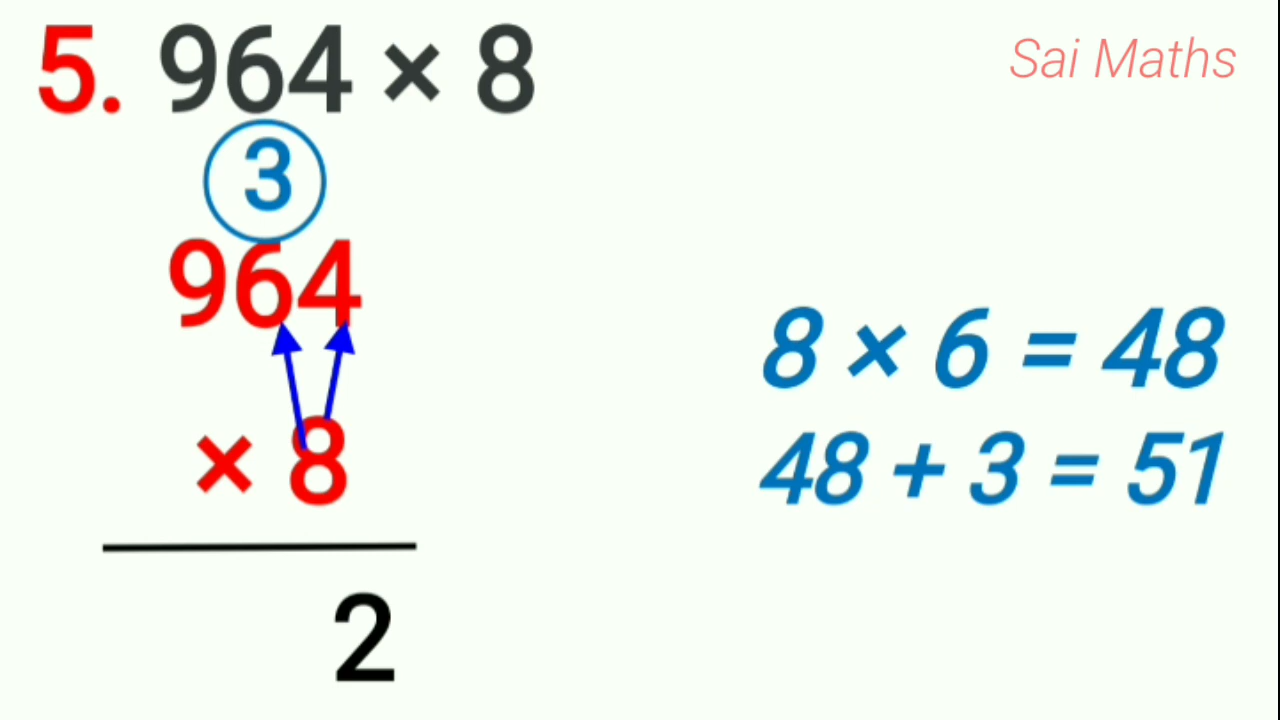 5. 964 × 8
Sai Maths
3
964
× 8
2
8 × 6 = 48
48 + 3 = 51